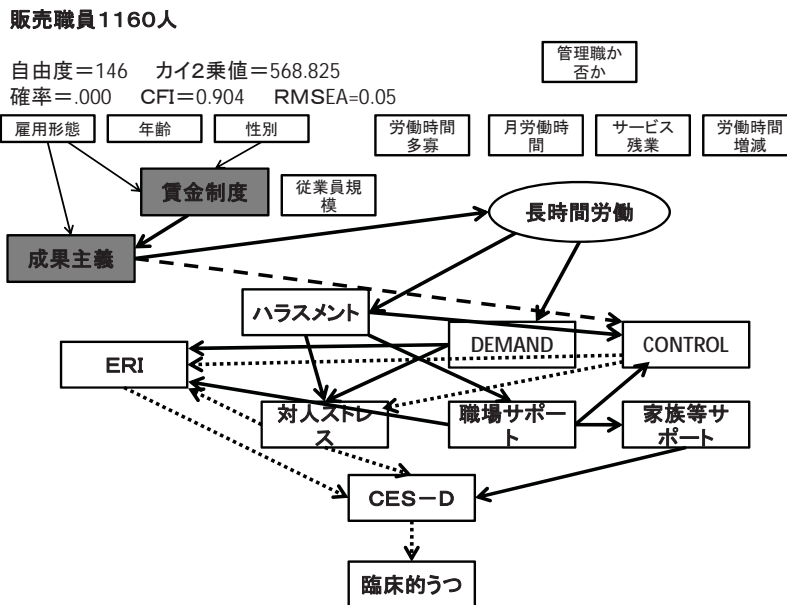 販売職員1160人
自由度＝146　カイ2乗値＝568.825
確率＝.000　CFI＝0.904　RMSEA=0.05
管理職か
否か
雇用形態
年齢
性別
労働時間
多寡
月労働時
間
サービス
残業
労働時間
増減
賃金制度
従業員規
模
長時間労働
成果主義
ハラスメント
DEMAND
CONTROL
ERI
対人ストレ
ス
職場サポー
ト
家族等サ
ポート
CES－D
臨床的うつ